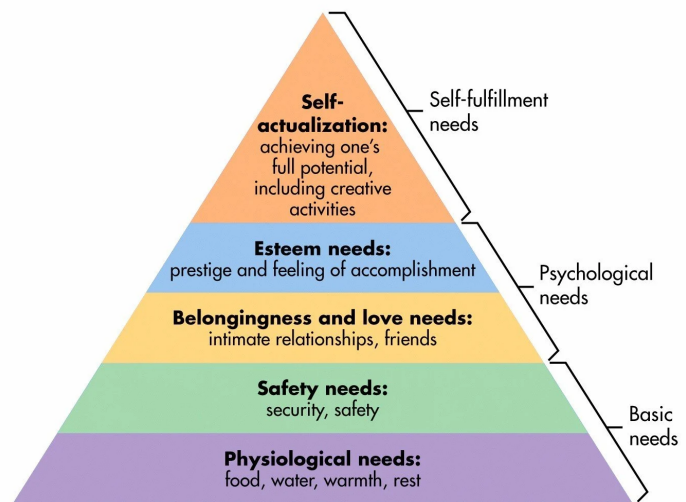 Self-
actualization:
achieving one's
full potential,
including creative
activities
Self-fulfillment
needs
Esteem needs:
prestige and feeling of accomplishment
Psychological
needs
Belongingness and love needs:
intimate relationships, friends
Safety needs:
security, safety
Basic
needs
Physiological needs:
food, water, warmth, rest